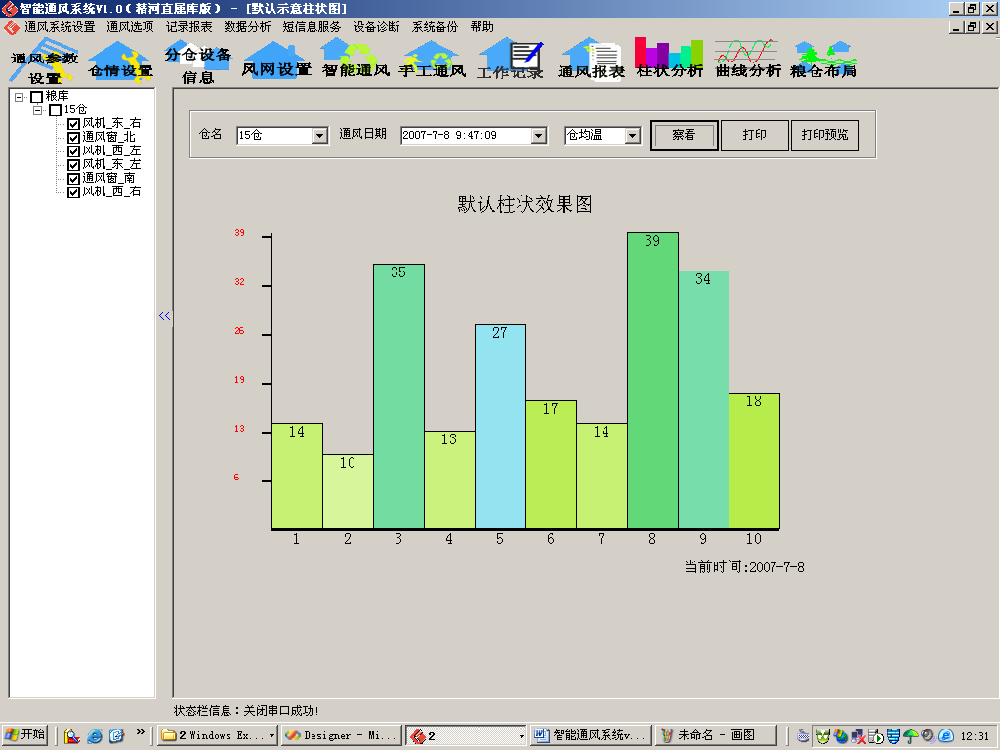 智能通风系统V1.0（精河直属库版） - [默认示意柱状图]
通风系统设置 通风选项 记录报表 数据分析 短信息服务 设备诊断 系统备份 帮助
通风参数设置 仓情设置 分仓设备信息 风网设置 智能通风 手工通风 工作记录 通风报表 柱状分析 曲线分析 粮仓布局
粮库
15仓
风机_东_右
通风窗_北
风机_西_左
风机_东_左
通风窗_南
风机_西_右
仓名 15仓 通风日期 2007-7-8 9:47:09 仓均温 察看 打印 打印预览
<<
默认柱状效果图
39
32
26
19
13
6
14 10 35 13 27 17 14 39 34 18
1 2 3 4 5 6 7 8 9 10
当前时间:2007-7-8
状态栏信息：关闭串口成功!
开始 » 2 Windows Ex... Designer - Mi... 2 智能通风系统v... 未命名 - 画图 12:31